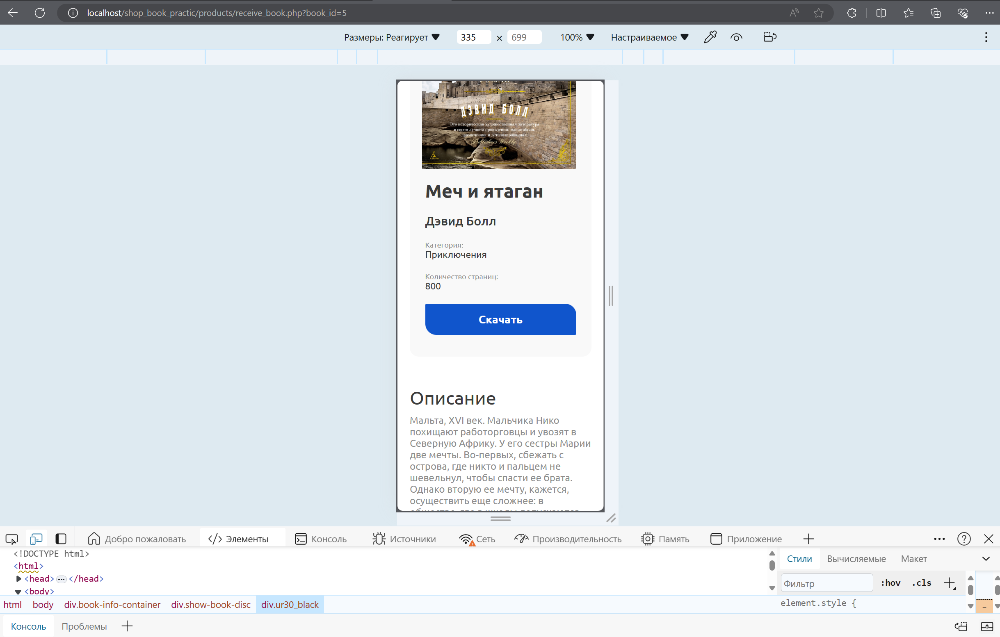 localhost/shop_book_practic/products/receive_book.php?book_id=5
Размеры: Реагирует 335 × 699 100% Настраиваемое
ДЭВИД БОЛЛ
Это историческая художественная литература
в своем лучшем проявлении: масштабная,
драматичная и детализированная.
Publishers Weekly
АЗБУКА
Меч и ятаган
Дэвид Болл
Категория:
Приключения
Количество страниц:
800
Скачать
Описание
Мальта, XVI век. Мальчика Нико
похищают работорговцы и увозят в
Северную Африку. У его сестры Марии
две мечты. Во-первых, сбежать с
острова, где никто и пальцем не
шевельнул, чтобы спасти ее брата.
Однако вторую ее мечту, кажется,
осуществить еще сложнее: в
Добро пожаловать </> Элементы Консоль Источники Сеть Производительность Память Приложение
<!DOCTYPE html>
<html>
<head> ... </head>
<body>
html body div.book-info-container div.show-book-disc div.ur30_black
Стили Вычисляемые Макет
Фильтр :hov .cls
element.style {
Консоль Проблемы